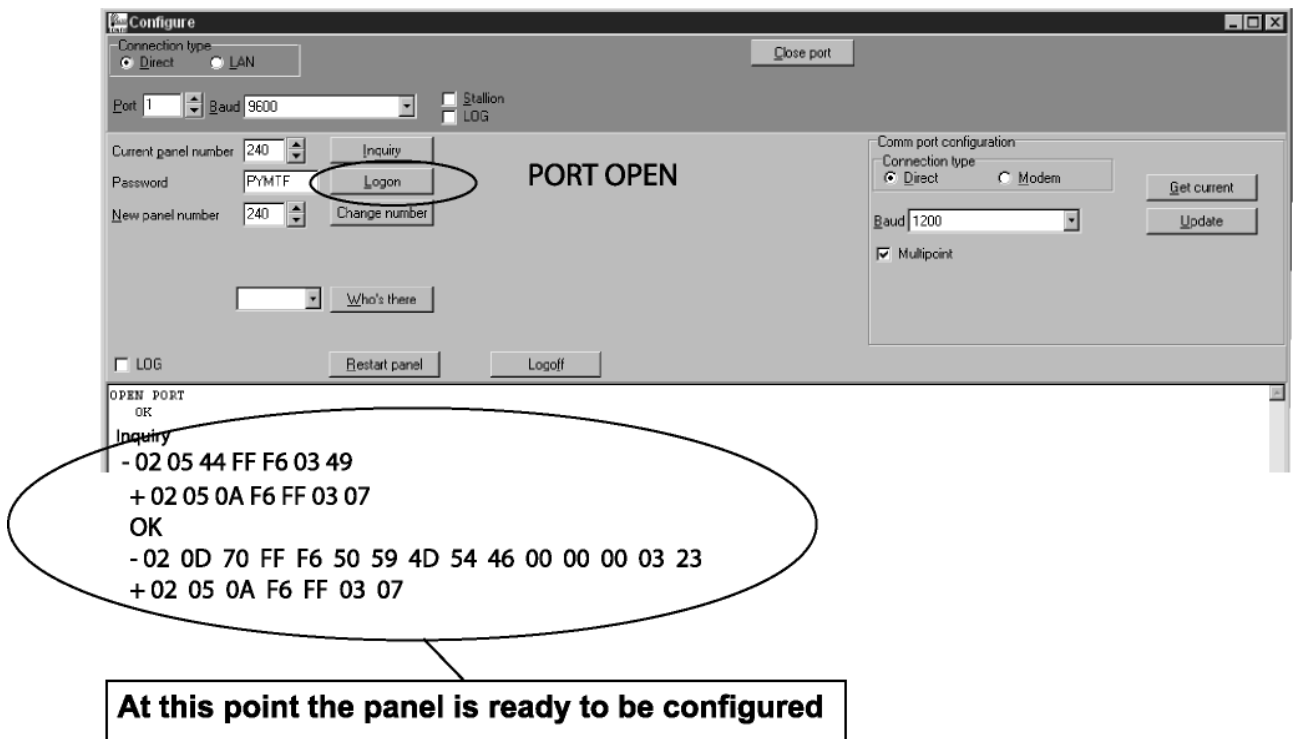 Configure
Connection type
Direct LAN
Close port
Port 1 Baud 9600
Stallion
LOG
Current panel number 240 Inquiry
Password PYMTF Logon
New panel number 240 Change number
PORT OPEN
Comm port configuration
Connection type
Direct Modem
Get current
Baud 1200
Update
Multipoint
Who's there
LOG Restart panel Logoff
OPEN PORT
OK
Inquiry
- 02 05 44 FF F6 03 49
+ 02 05 0A F6 FF 03 07
OK
- 02 0D 70 FF F6 50 59 4D 54 46 00 00 00 03 23
+ 02 05 0A F6 FF 03 07
At this point the panel is ready to be configured